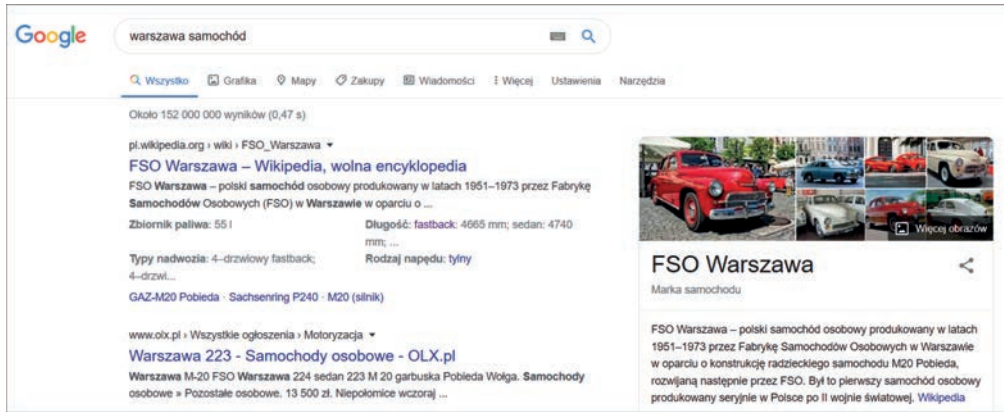 Google
warszawa samochód
Wszystko Grafika Mapy Zakupy Wiadomości Więcej Ustawienia Narzędzia
Około 152 000 000 wyników (0,47 s)
pl.wikipedia.org › wiki › FSO_Warszawa
FSO Warszawa – Wikipedia, wolna encyklopedia
FSO Warszawa – polski samochód osobowy produkowany w latach 1951–1973 przez Fabrykę
Samochodów Osobowych (FSO) w Warszawie w oparciu o ...
Zbiornik paliwa: 55 l
Długość: fastback: 4665 mm; sedan: 4740
mm; ...
Typy nadwozia: 4–drzwiowy fastback;
4–drzwi...
Rodzaj napędu: tylny
GAZ-M20 Pobieda · Sachsenring P240 · M20 (silnik)
www.olx.pl › Wszystkie ogłoszenia › Motoryzacja
Warszawa 223 - Samochody osobowe - OLX.pl
Warszawa M-20 FSO Warszawa 224 sedan 223 M 20 garbuska Pobieda Wołga. Samochody
osobowe » Pozostałe osobowe. 13 500 zł. Niepołomice wczoraj ...
Więcej obrazów
FSO Warszawa
Marka samochodu
FSO Warszawa – polski samochód osobowy produkowany w latach
1951–1973 przez Fabrykę Samochodów Osobowych w Warszawie
w oparciu o konstrukcję radzieckiego samochodu M20 Pobieda,
rozwijaną następnie przez FSO. Był to pierwszy samochód osobowy
produkowany seryjnie w Polsce po II wojnie światowej. Wikipedia